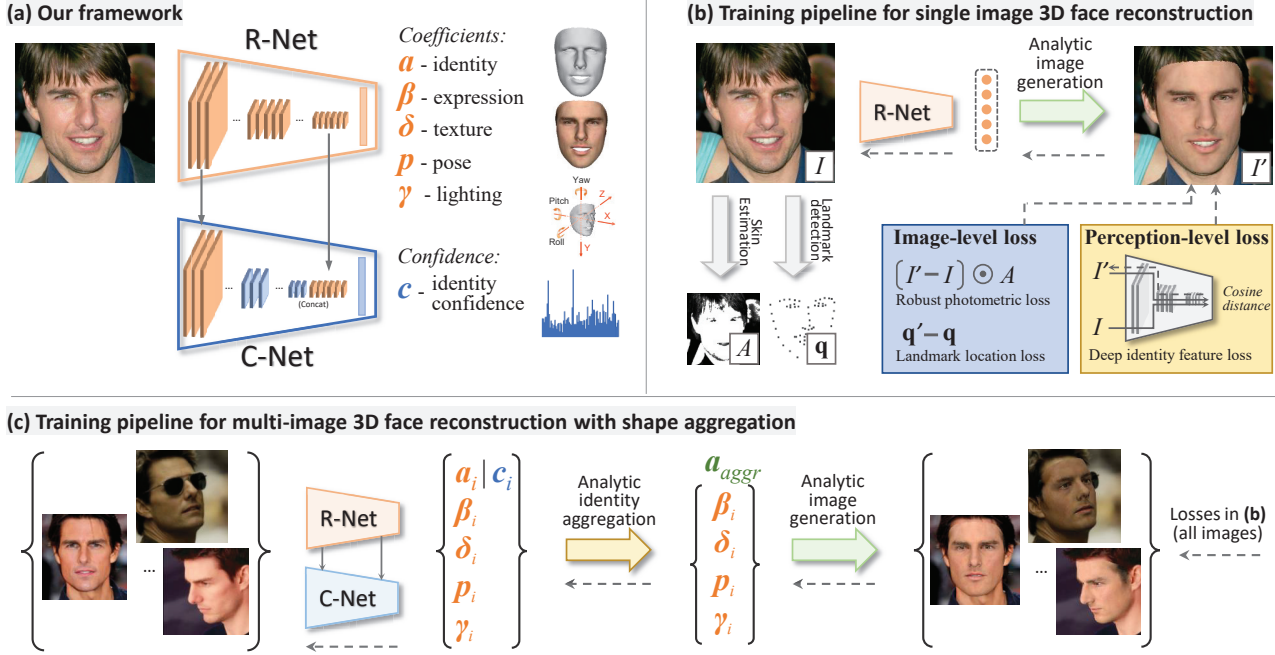 (a) Our framework
R-Net
Coefficients:
a - identity
β - expression
δ - texture
p - pose
γ - lighting
Yaw
Pitch
Roll
Z
X
Y
...
...
...
...
(Concat)
C-Net
Confidence:
c - identity
confidence
(b) Training pipeline for single image 3D face reconstruction
R-Net
Analytic
image
generation
I
I′
Skin
Estimation
Landmark
detection
A
q
Image-level loss
(I′ − I) ⊙ A
Robust photometric loss
q′ − q
Landmark location loss
Perception-level loss
I′
I
Cosine
distance
Deep identity feature loss
(c) Training pipeline for multi-image 3D face reconstruction with shape aggregation
...
R-Net
C-Net
a_i | c_i
β_i
δ_i
p_i
γ_i
Analytic
identity
aggregation
a_aggr
β_i
δ_i
p_i
γ_i
Analytic
image
generation
...
Losses in (b)
(all images)